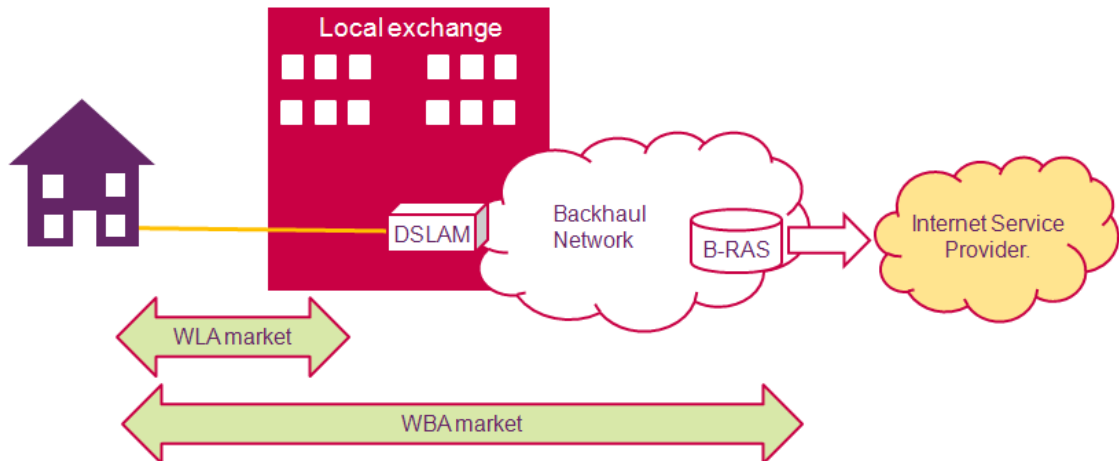 Local exchange
DSLAM
Backhaul
Network
B-RAS
Internet Service
Provider.
WLA market
WBA market